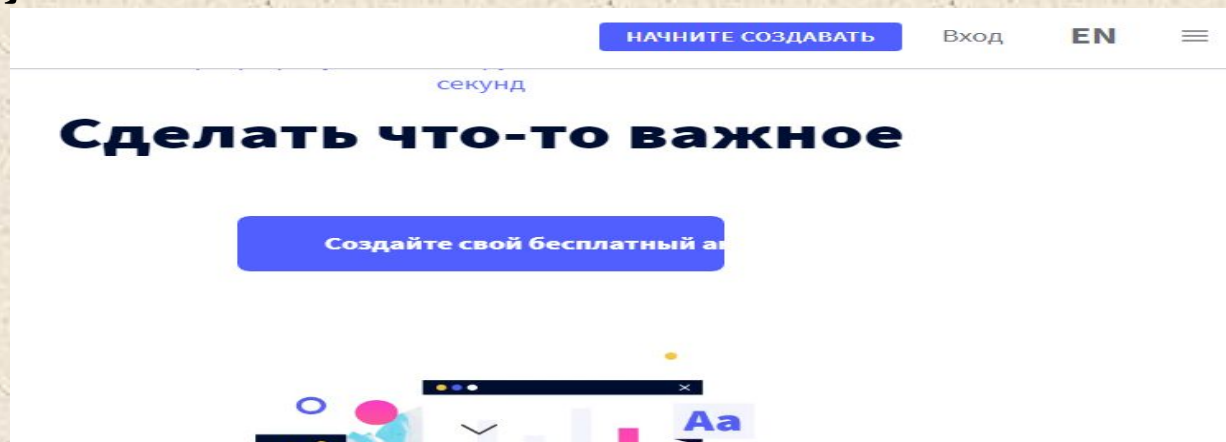 НАЧНИТЕ СОЗДАВАТЬ Вход EN
секунд
Сделать что-то важное
Создайте свой бесплатный
Aa